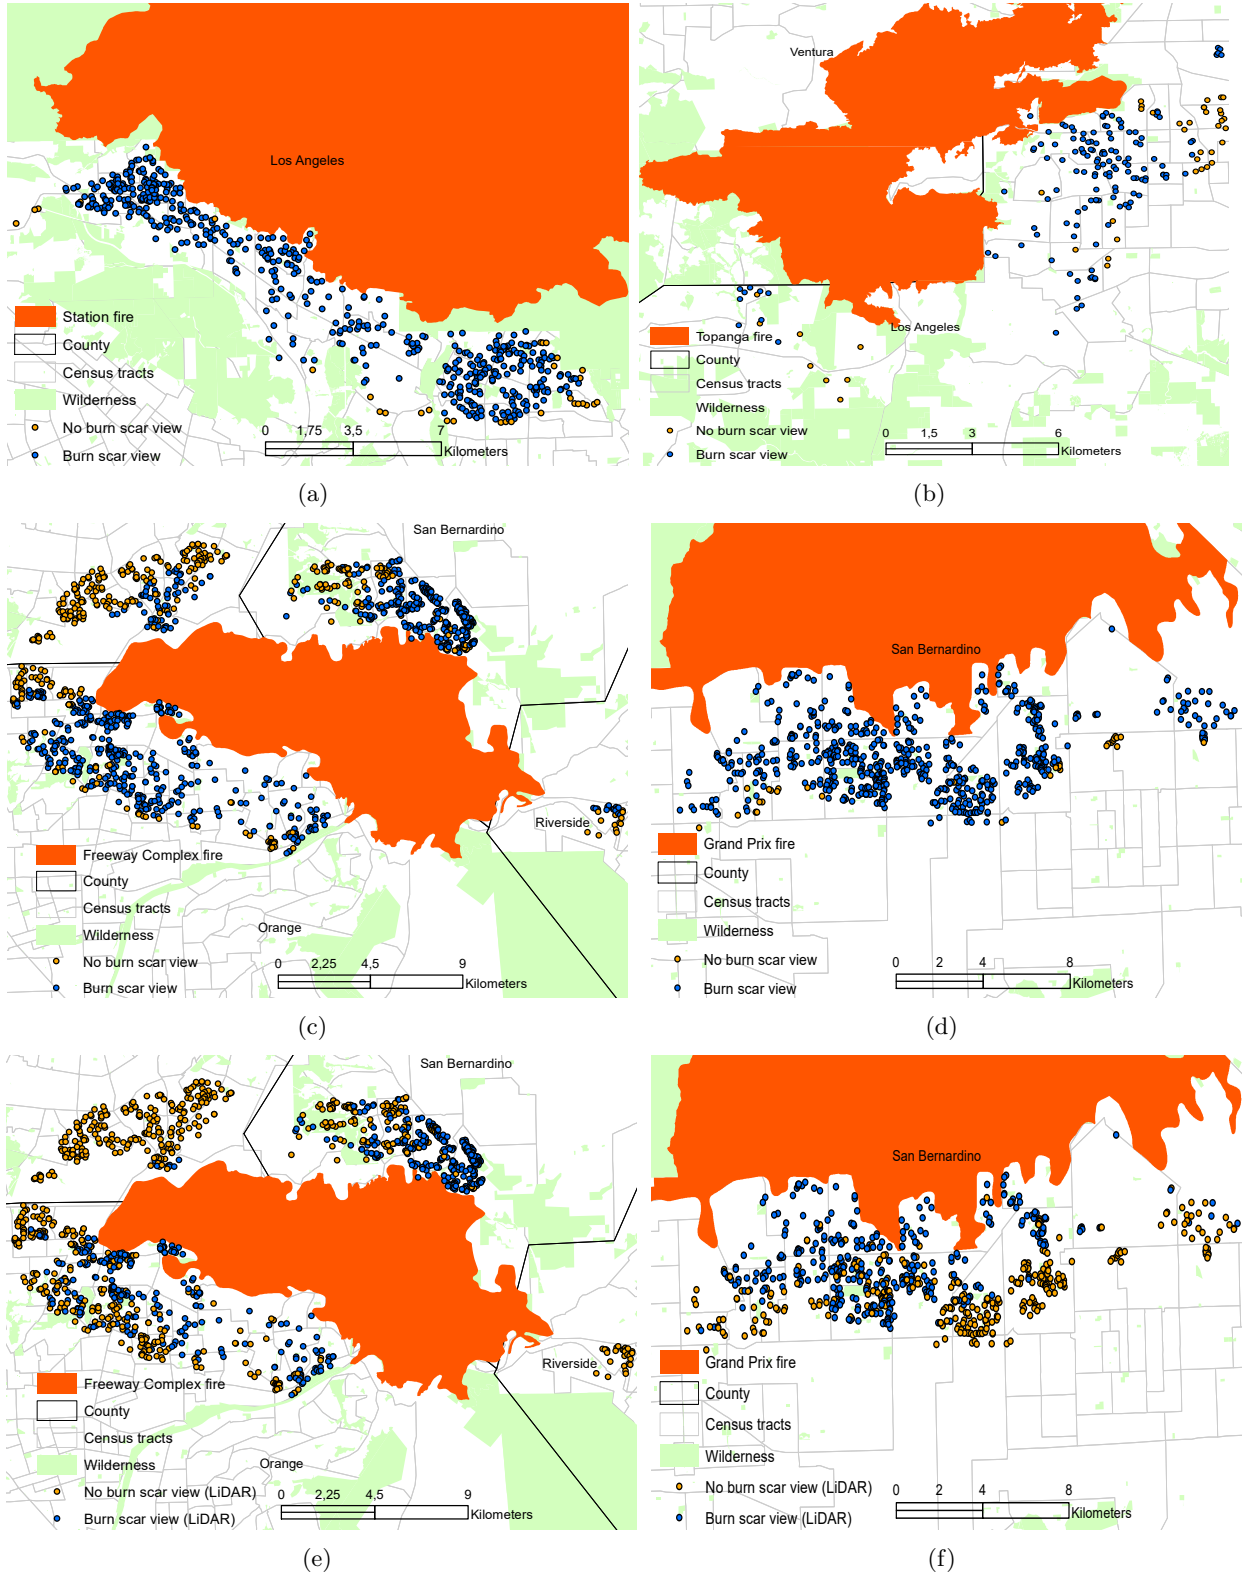 Los Angeles
Station fire
County
Census tracts
Wilderness
No burn scar view
Burn scar view
0 1,75 3,5 7
Kilometers
(a)
Ventura
Los Angeles
Topanga fire
County
Census tracts
Wilderness
No burn scar view
Burn scar view
0 1,5 3 6
Kilometers
(b)
San Bernardino
Riverside
Freeway Complex fire
County
Census tracts
Wilderness
Orange
No burn scar view
Burn scar view
0 2,25 4,5 9
Kilometers
(c)
San Bernardino
Grand Prix fire
County
Census tracts
Wilderness
No burn scar view
Burn scar view
0 2 4 8
Kilometers
(d)
San Bernardino
Riverside
Freeway Complex fire
County
Census tracts
Wilderness
Orange
No burn scar view (LiDAR)
Burn scar view (LiDAR)
0 2,25 4,5 9
Kilometers
(e)
San Bernardino
Grand Prix fire
County
Census tracts
Wilderness
No burn scar view (LiDAR)
Burn scar view (LiDAR)
0 2 4 8
Kilometers
(f)